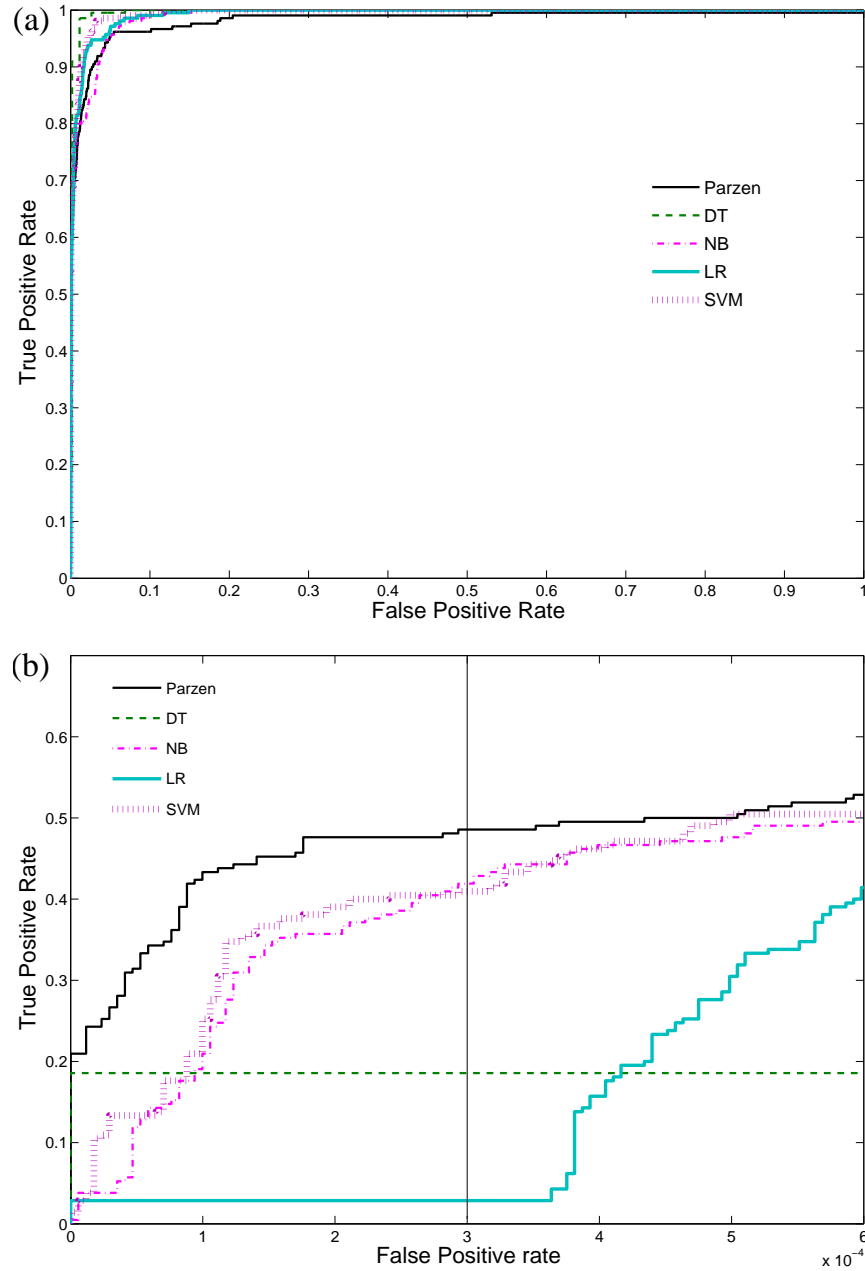 (a)
1
0.9
0.8
0.7
0.6
0.5
0.4
0.3
0.2
0.1
0
True Positive Rate
Parzen
DT
NB
LR
SVM
0 0.1 0.2 0.3 0.4 0.5 0.6 0.7 0.8 0.9 1
False Positive Rate
(b)
0.6
0.5
0.4
0.3
0.2
0.1
0
True Positive Rate
Parzen
DT
NB
LR
SVM
0 1 2 3 4 5 6
False Positive rate
x 10⁻⁴